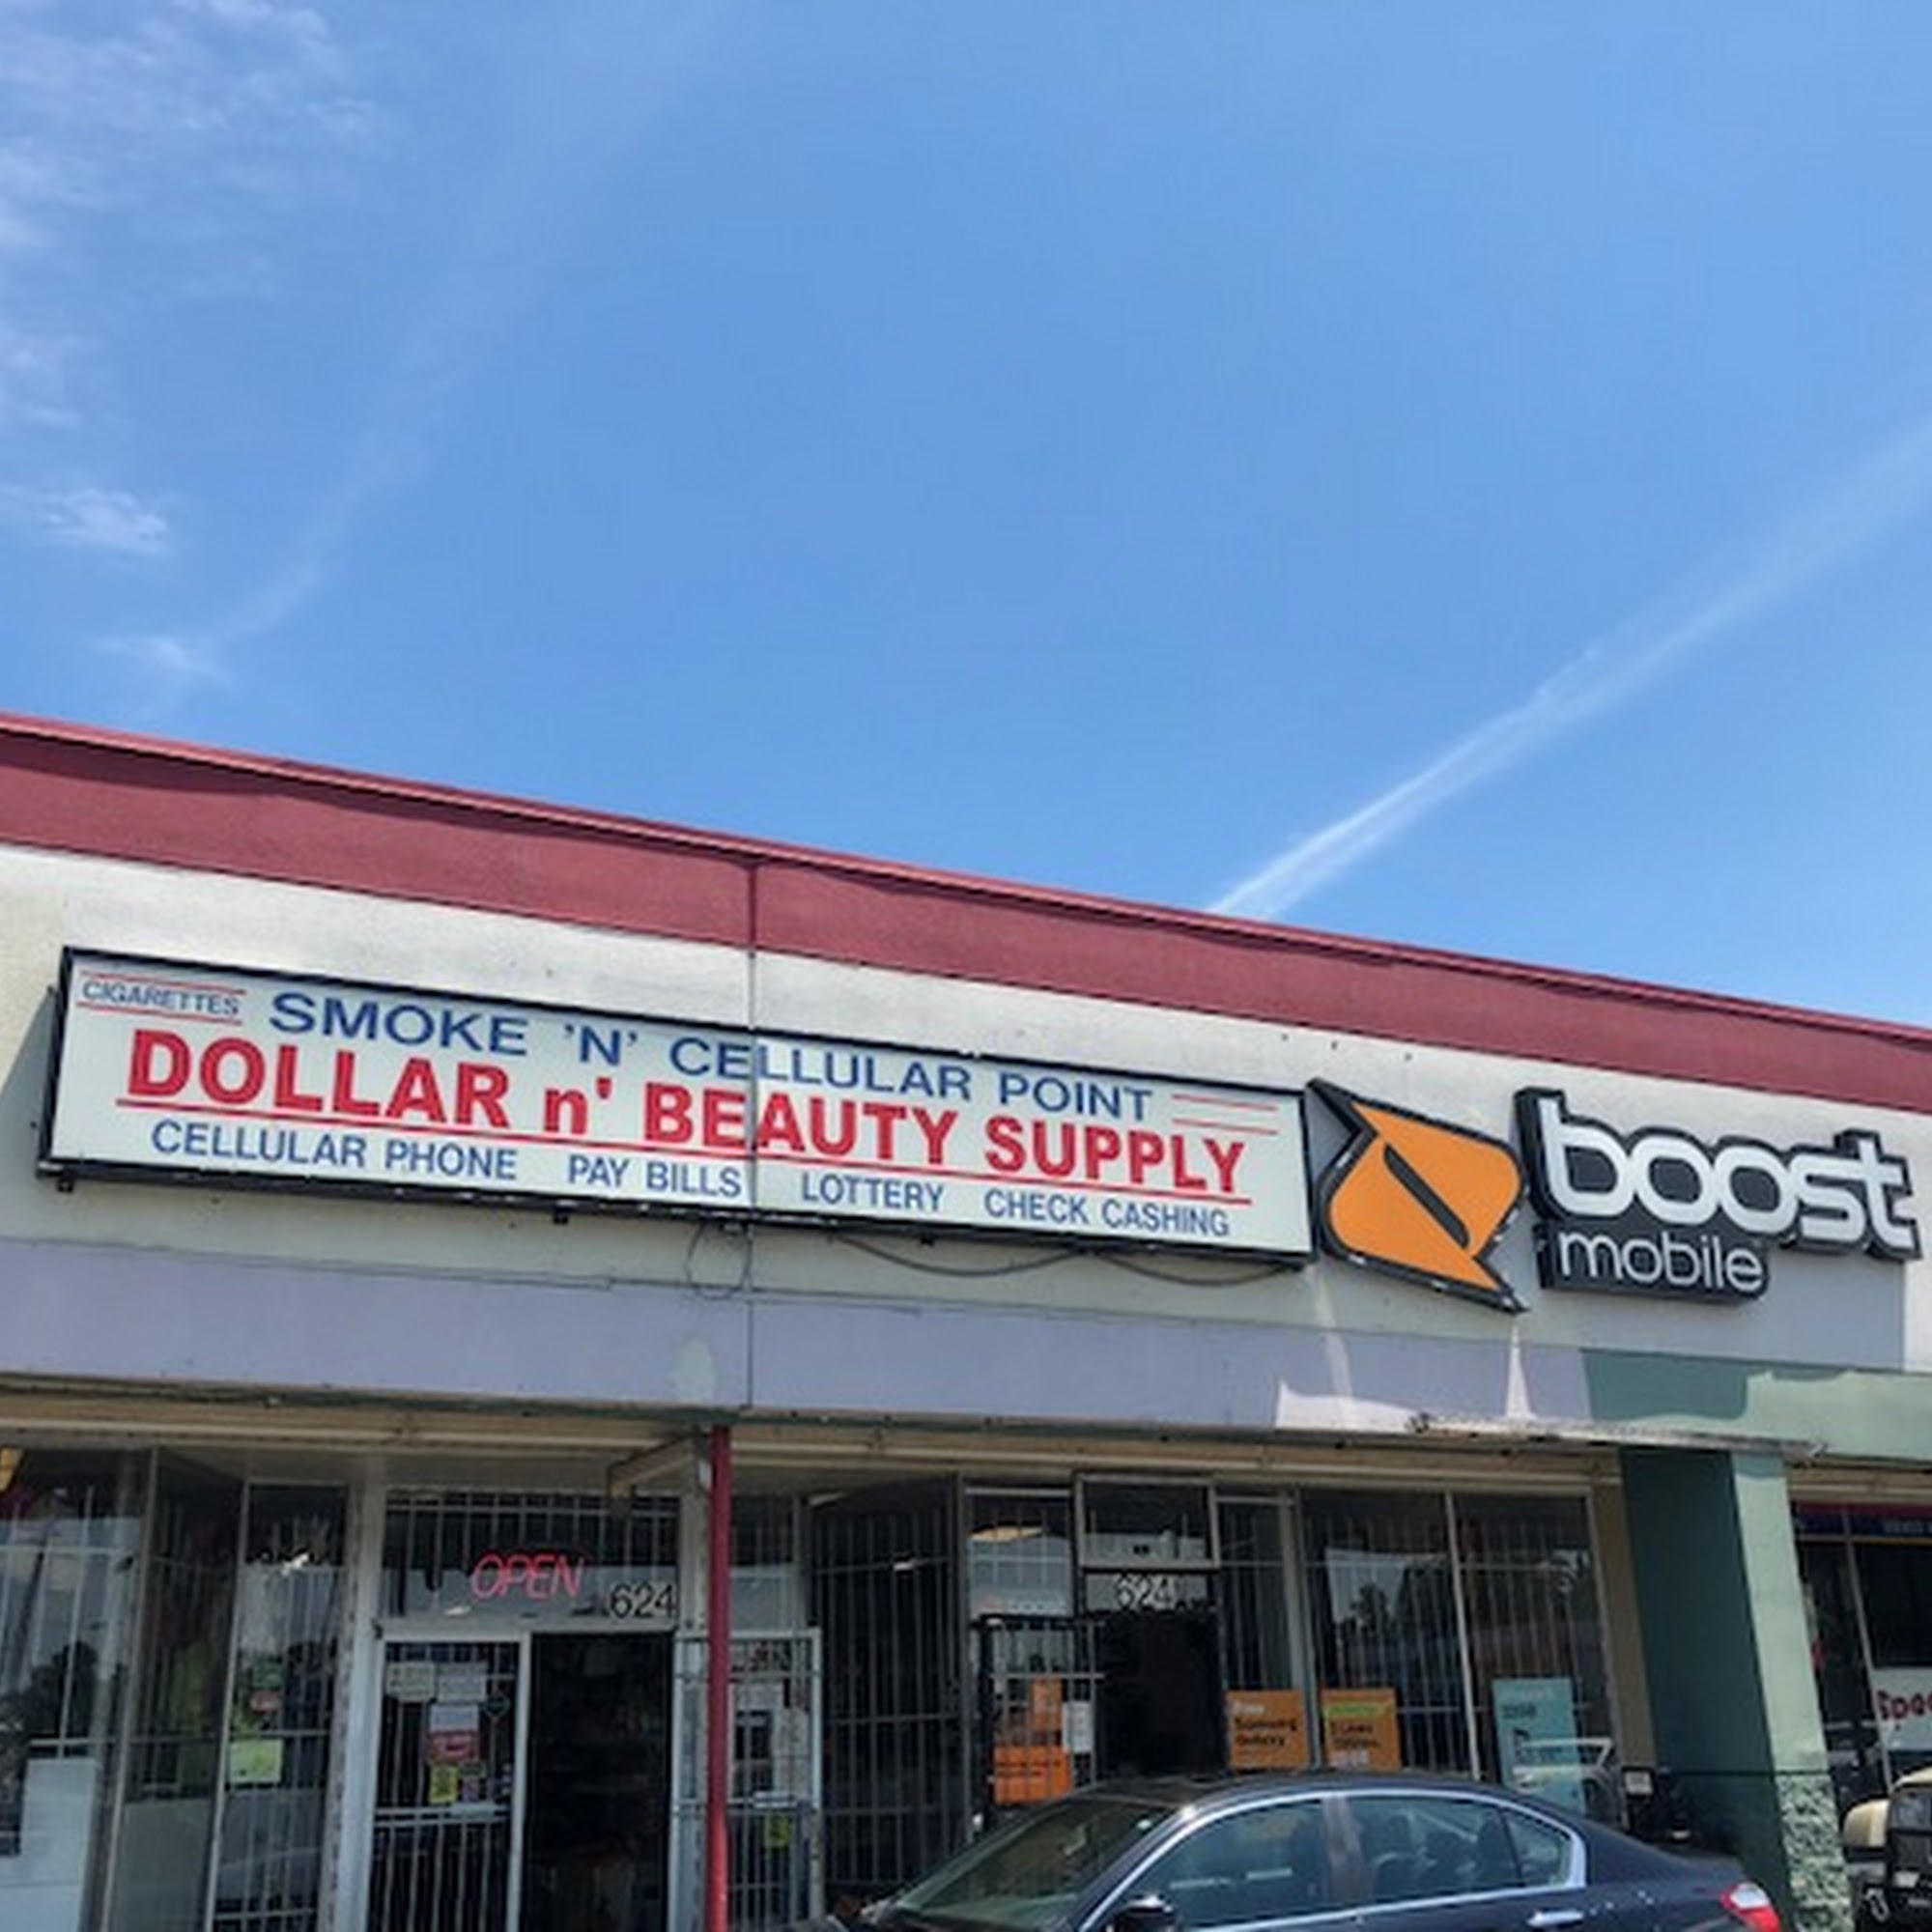 CIGARETTES
SMOKE 'N' CELLULAR POINT
DOLLAR n' BEAUTY SUPPLY
CELLULAR PHONE PAY BILLS LOTTERY CHECK CASHING
boost
mobile
OPEN
624
624